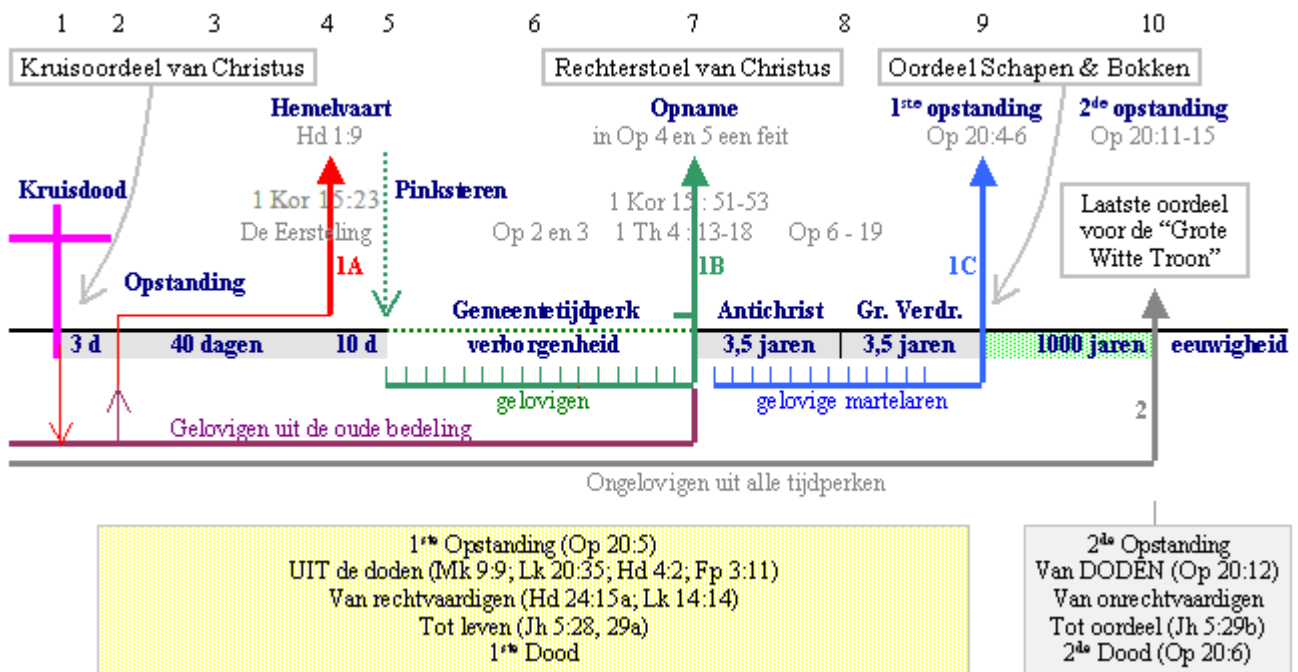 1 2 3 4 5 6 7 8 9 10
Kruisoordeel van Christus Rechterstoel van Christus Oordeel Schapen & Bokken
Hemelvaart Opname 1ste opstanding 2de opstanding
Hd 1:9 in Op 4 en 5 een feit Op 20:4-6 Op 20:11-15
Kruisdood 1 Kor 15:23 Pinksteren 1 Kor 15 : 51-53
De Eersteling Op 2 en 3 1 Th 4 : 13-18 Op 6 - 19
Laatste oordeel
voor de “Grote
Witte Troon”
1A 1B 1C
Opstanding Gemeentetijdperk Antichrist Gr. Verdr.
3 d 40 dagen 10 d verborgenheid 3,5 jaren 3,5 jaren 1000 jaren eeuwigheid
gelovigen gelovige martelaren 2
Gelovigen uit de oude bedeling
Ongelovigen uit alle tijdperken
1ste Opstanding (Op 20:5)
UIT de doden (Mk 9:9; Lk 20:35; Hd 4:2; Fp 3:11)
Van rechtvaardigen (Hd 24:15a; Lk 14:14)
Tot leven (Jh 5:28, 29a)
1ste Dood
2de Opstanding
Van DODEN (Op 20:12)
Van onrechtvaardigen
Tot oordeel (Jh 5:29b)
2de Dood (Op 20:6)